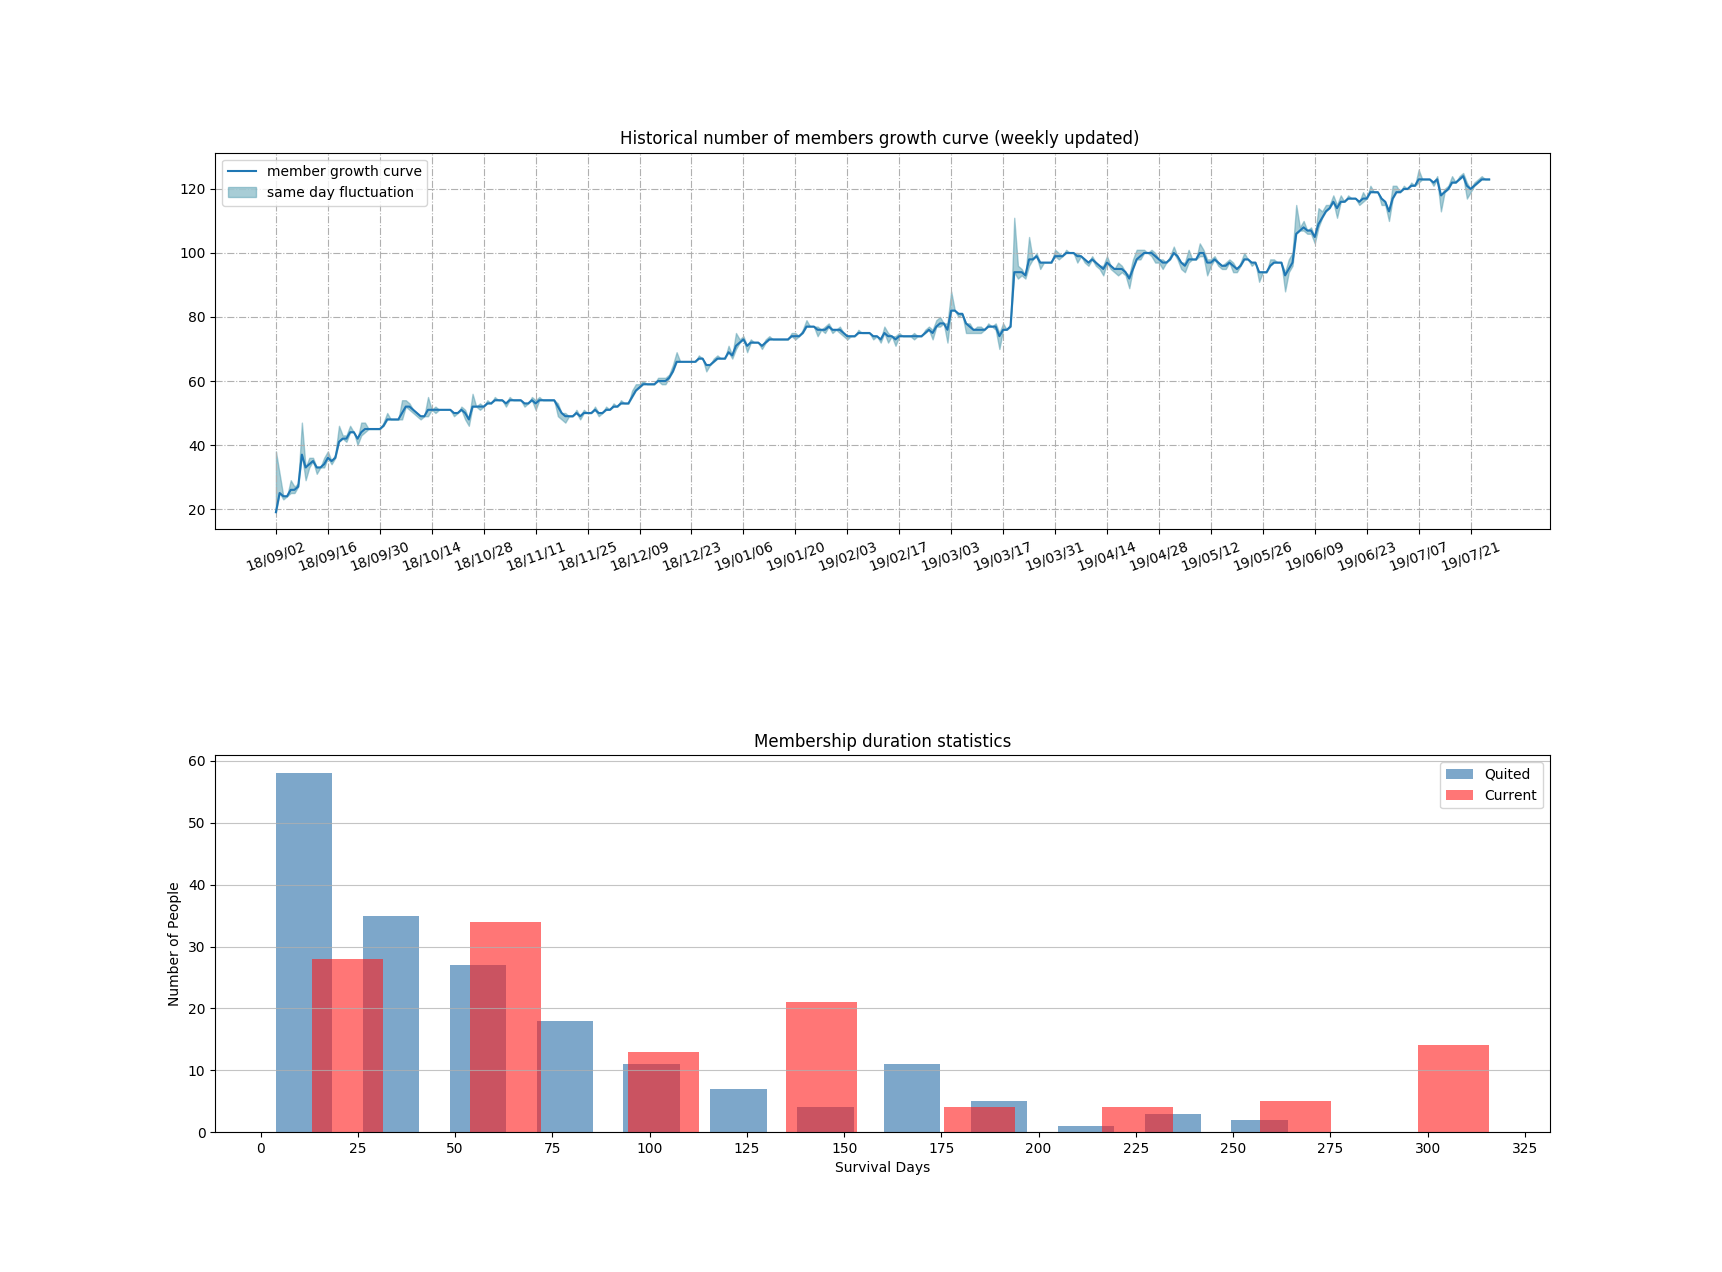 Historical number of members growth curve (weekly updated)
member growth curve
same day fluctuation
120
100
80
60
40
20
18/09/02 18/09/16 18/09/30 18/10/14 18/10/28 18/11/11 18/11/25 18/12/09 18/12/23 19/01/06 19/01/20 19/02/03 19/02/17 19/03/03 19/03/17 19/03/31 19/04/14 19/04/28 19/05/12 19/05/26 19/06/09 19/06/23 19/07/07 19/07/21
Membership duration statistics
Quited
Current
Number of People
60
50
40
30
20
10
0
0 25 50 75 100 125 150 175 200 225 250 275 300 325
Survival Days